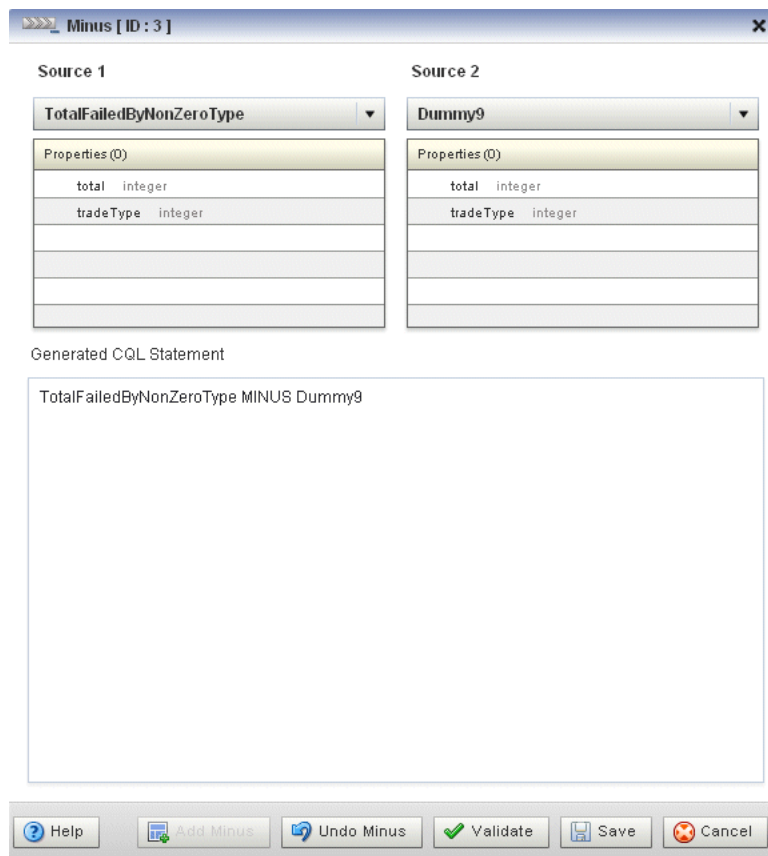 Minus [ ID : 3 ]
Source 1
Source 2
TotalFailedByNonZeroType
Dummy9
Properties (0)
total integer
tradeType integer
Properties (0)
total integer
tradeType integer
Generated CQL Statement
TotalFailedByNonZeroType MINUS Dummy9
Help
Add Minus
Undo Minus
Validate
Save
Cancel